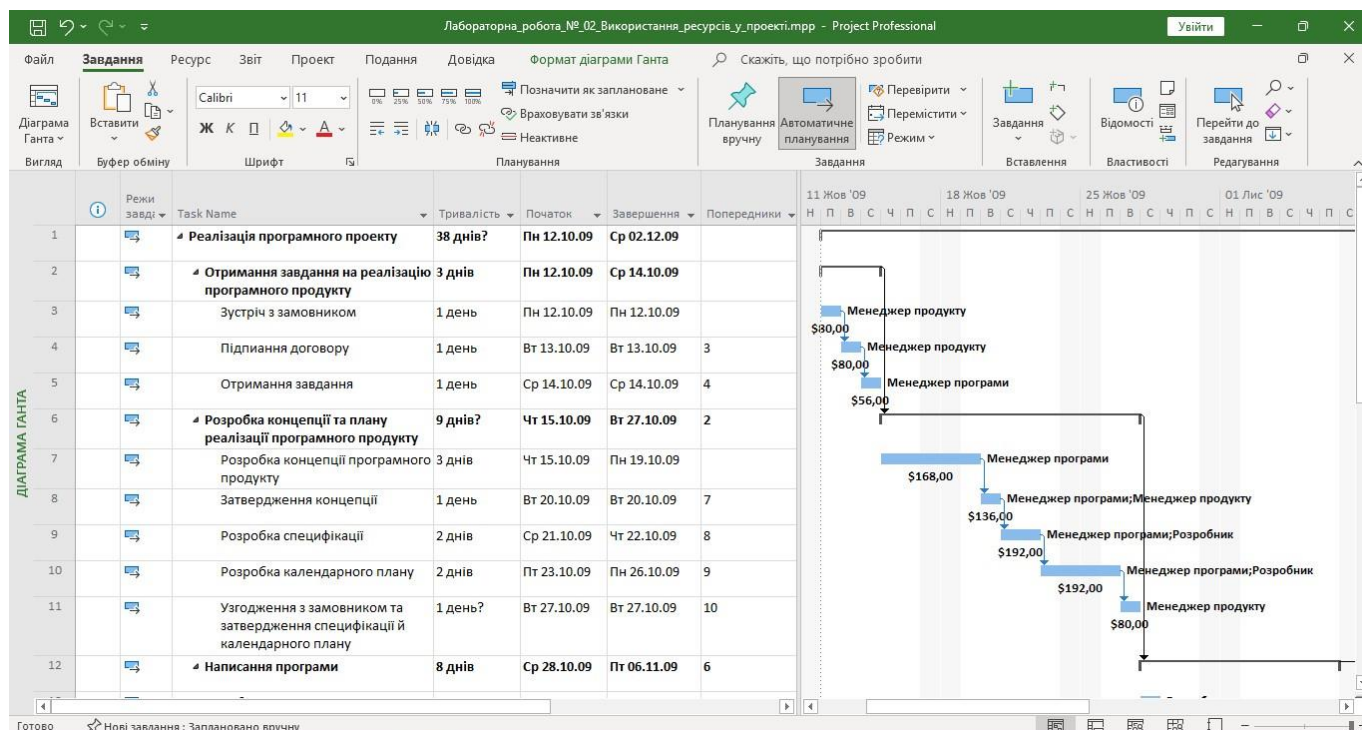 Лабораторна_робота_№_02_Використання_ресурсів_у_проекті.mpp - Project Professional
Увійти
Файл Завдання Ресурс Звіт Проект Подання Довідка Формат діаграми Ганта Скажіть, що потрібно зробити
Діаграма Ганта
Вигляд
Вставити
Буфер обміну
Calibri 11
Ж К П А
Шрифт
0% 25% 50% 75% 100%
Позначити як заплановане
Враховувати зв'язки
Неактивне
Планування
Планування вручну
Автоматичне планування
Перевірити
Перемістити
Режим
Завдання
Завдання
Вставлення
Відомості
Властивості
Перейти до завдання
Редагування
ДІАГРАМА ГАНТА
Режи завда Task Name Тривалість Початок Завершення Попередники
11 Жов '09 18 Жов '09 25 Жов '09 01 Лис '09
Н П В С Ч П С Н П В С Ч П С Н П В С Ч П С Н П В С Ч П С
1 Реалізація програмного проекту 38 днів? Пн 12.10.09 Ср 02.12.09
2 Отримання завдання на реалізацію 3 днів Пн 12.10.09 Ср 14.10.09
програмного продукту
3 Зустріч з замовником 1 день Пн 12.10.09 Пн 12.10.09 Менеджер продукту
$80,00
4 Підпиання договору 1 день Вт 13.10.09 Вт 13.10.09 3 Менеджер продукту
$80,00
5 Отримання завдання 1 день Ср 14.10.09 Ср 14.10.09 4 Менеджер програми
$56,00
6 Розробка концепції та плану 9 днів? Чт 15.10.09 Вт 27.10.09 2
реалізації програмного продукту
7 Розробка концепції програмного 3 днів Чт 15.10.09 Пн 19.10.09 Менеджер програми
продукту $168,00
8 Затвердження концепції 1 день Вт 20.10.09 Вт 20.10.09 7 Менеджер програми;Менеджер продукту
$136,00
9 Розробка специфікації 2 днів Ср 21.10.09 Чт 22.10.09 8 Менеджер програми;Розробник
$192,00
10 Розробка календарного плану 2 днів Пт 23.10.09 Пн 26.10.09 9 Менеджер програми;Розробник
$192,00
11 Узгодження з замовником та 1 день? Вт 27.10.09 Вт 27.10.09 10 Менеджер продукту
затвердження специфікації й $80,00
календарного плану
12 Написання програми 8 днів Ср 28.10.09 Пт 06.11.09 6
Готово Нові завдання : Заплановано вручну